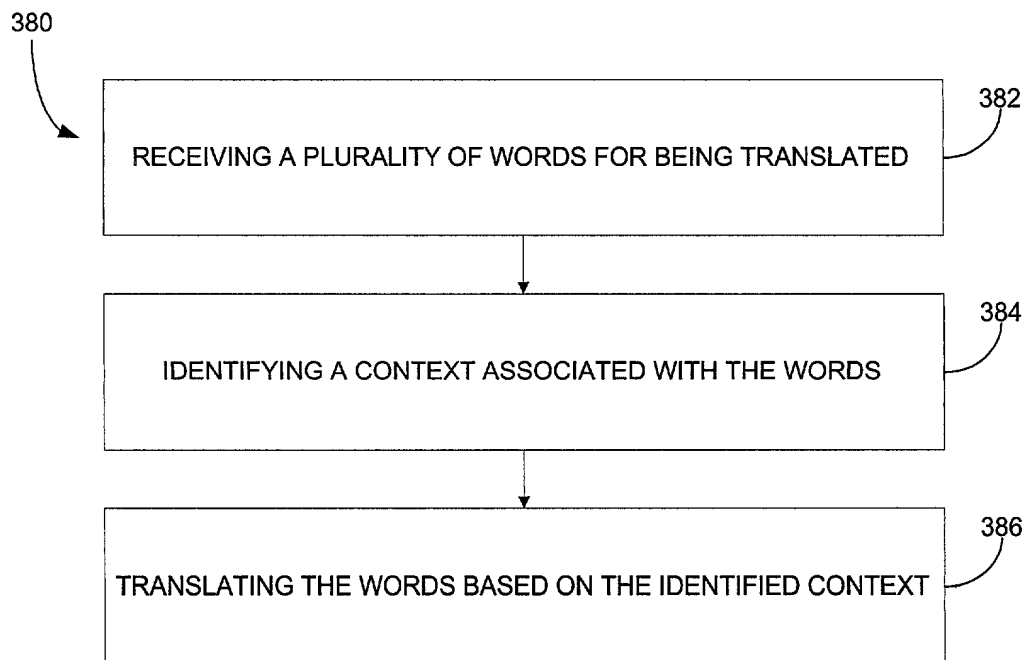 380
382
RECEIVING A PLURALITY OF WORDS FOR BEING TRANSLATED
384
IDENTIFYING A CONTEXT ASSOCIATED WITH THE WORDS
386
TRANSLATING THE WORDS BASED ON THE IDENTIFIED CONTEXT